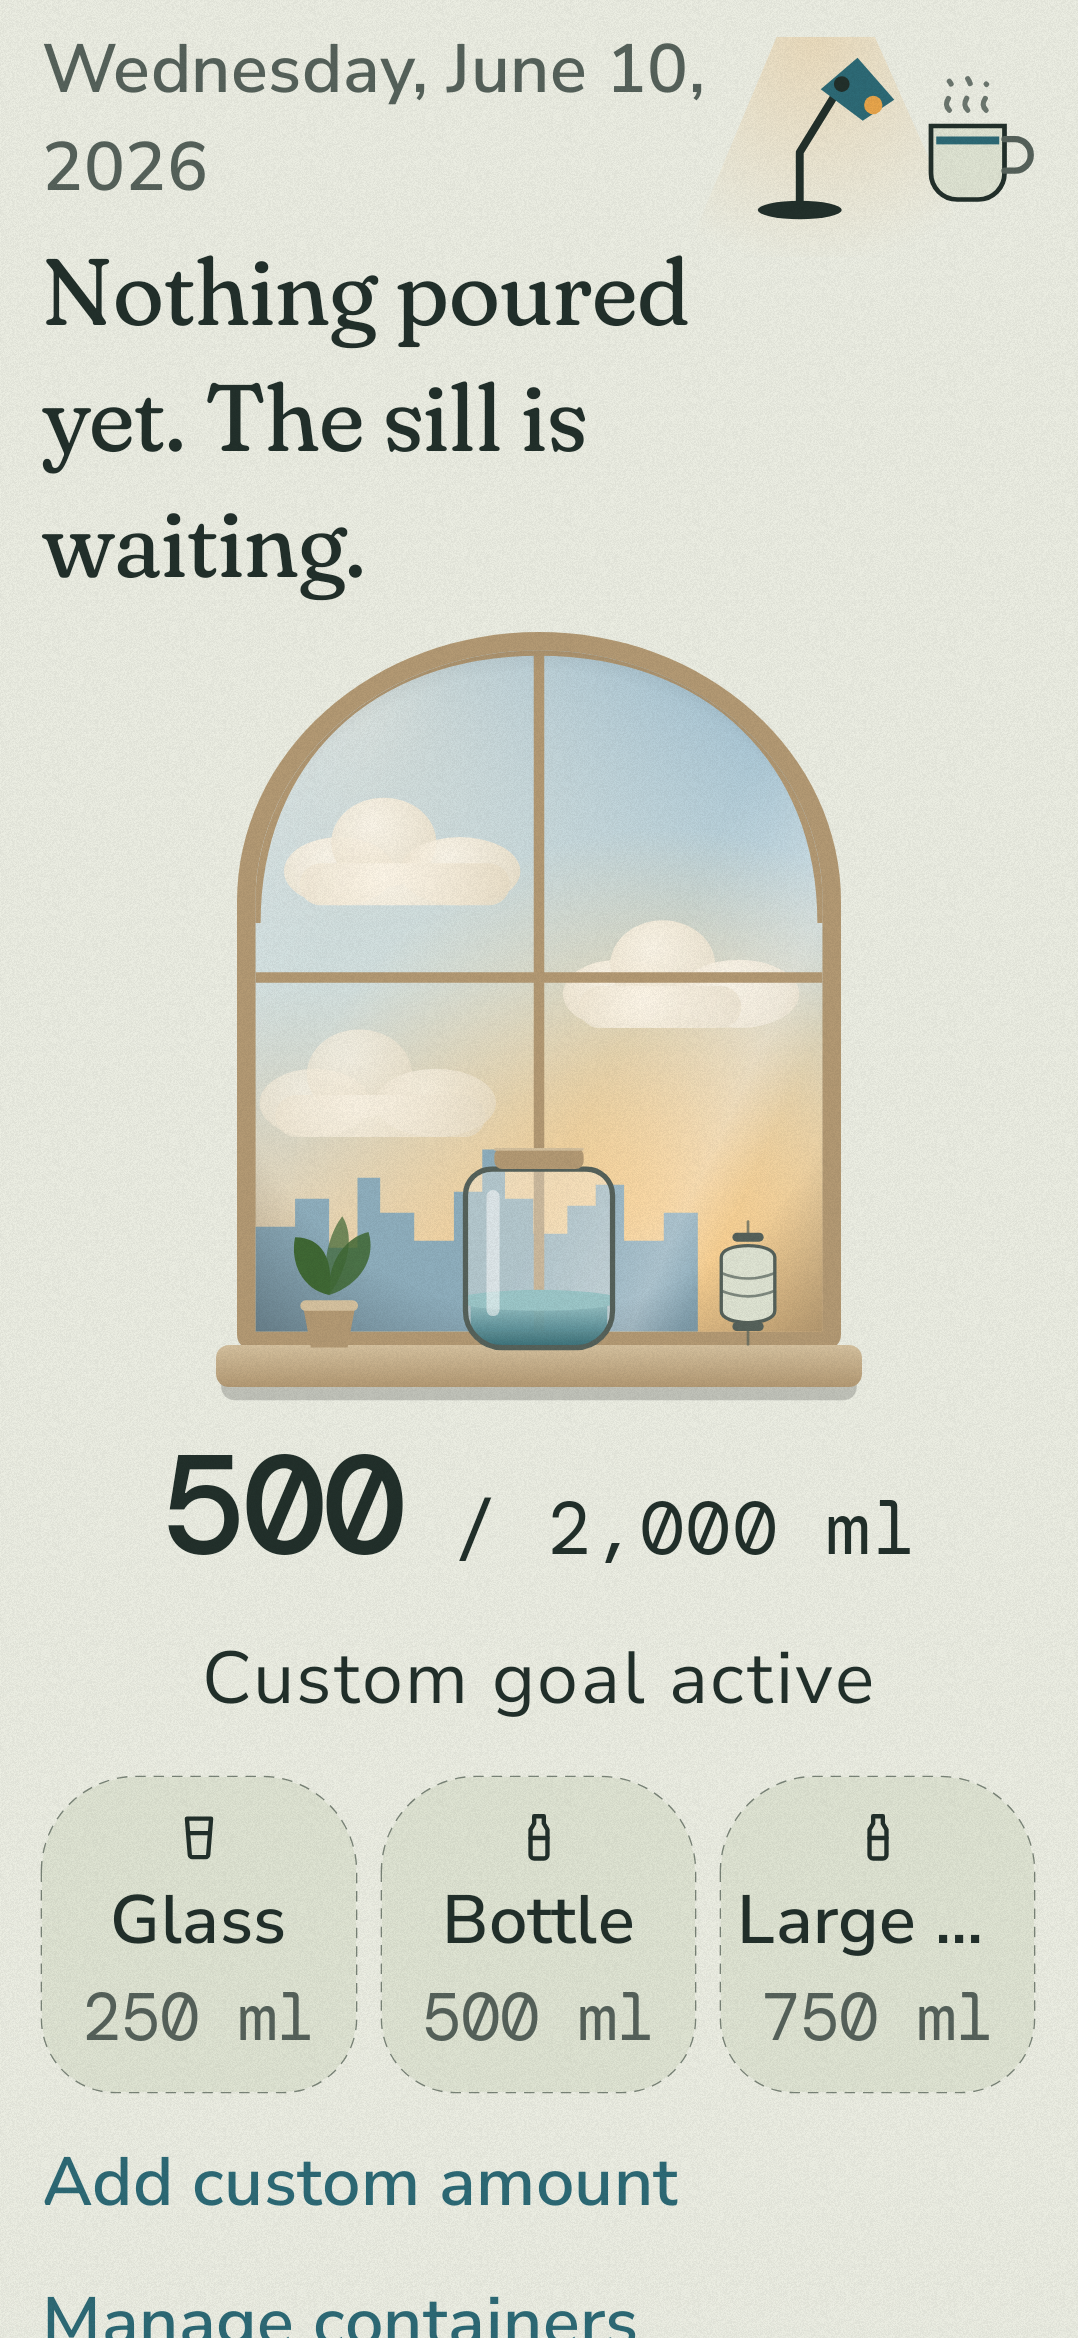 Wednesday, June 10,
2026
Nothing poured
yet. The sill is
waiting.
500 / 2,000 ml
Custom goal active
Glass
250 ml
Bottle
500 ml
Large ...
750 ml
Add custom amount
Manage containers